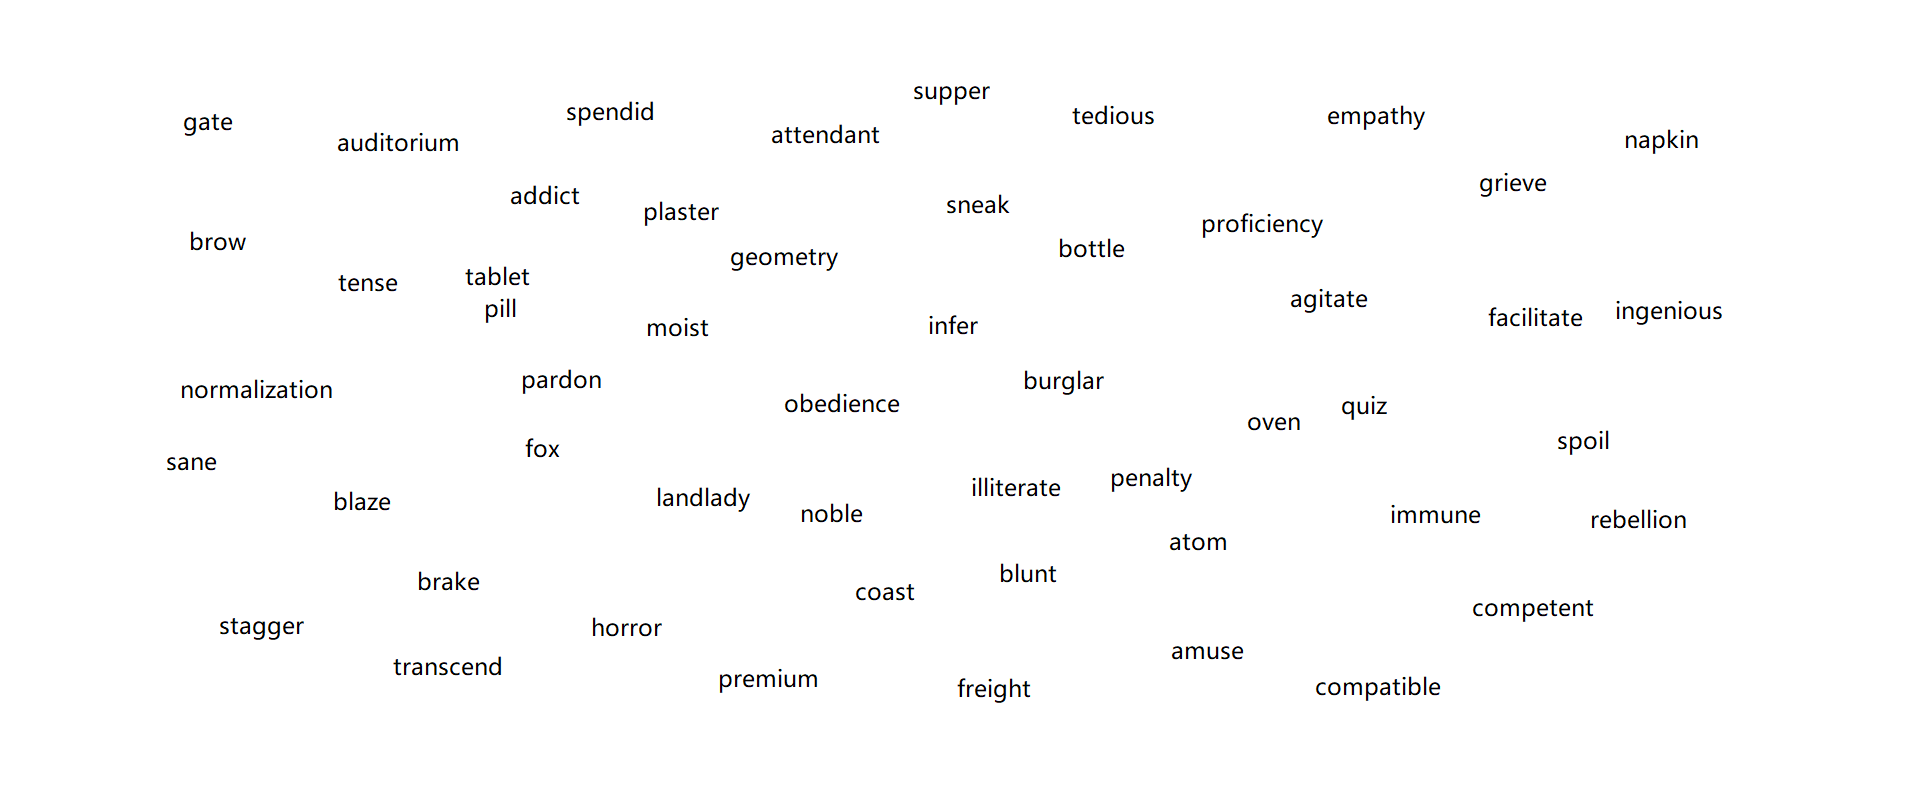 supper
spendid
tedious
empathy
gate
attendant
napkin
auditorium
grieve
addict
sneak
plaster
proficiency
brow
bottle
geometry
tablet
tense
agitate
pill
ingenious
facilitate
infer
moist
pardon
burglar
normalization
obedience
quiz
oven
spoil
fox
sane
penalty
illiterate
landlady
blaze
noble
immune
rebellion
atom
blunt
brake
coast
competent
stagger
horror
amuse
transcend
premium
compatible
freight